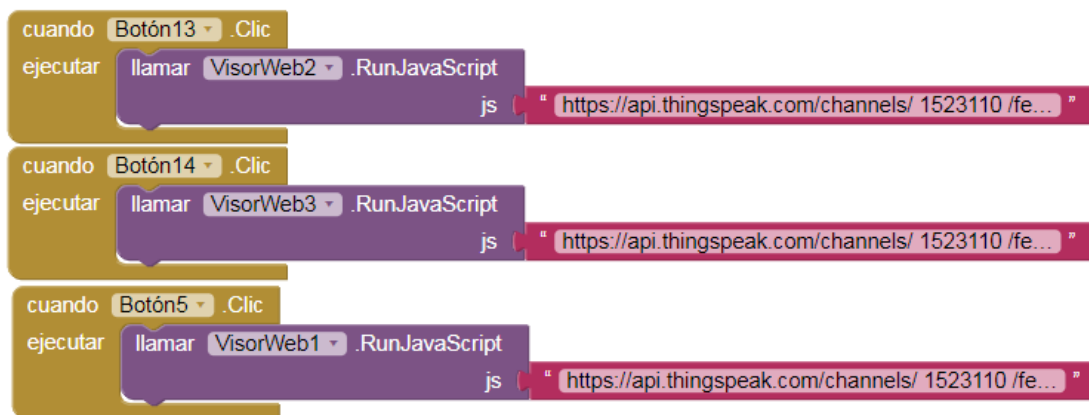 cuando Botón13 .Clic
ejecutar llamar VisorWeb2 .RunJavaScript
js “ https://api.thingspeak.com/channels/ 1523110 /fe... ”
cuando Botón14 .Clic
ejecutar llamar VisorWeb3 .RunJavaScript
js “ https://api.thingspeak.com/channels/ 1523110 /fe... ”
cuando Botón5 .Clic
ejecutar llamar VisorWeb1 .RunJavaScript
js “ https://api.thingspeak.com/channels/ 1523110 /fe... ”